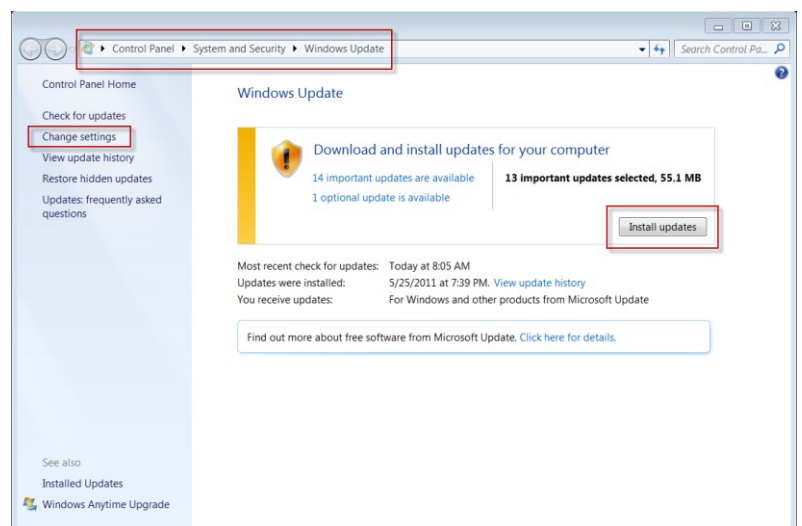 Control Panel ▸ System and Security ▸ Windows Update
Search Control Pa...
Control Panel Home
Check for updates
Change settings
View update history
Restore hidden updates
Updates: frequently asked
questions
Windows Update
Download and install updates for your computer
14 important updates are available
1 optional update is available
13 important updates selected, 55.1 MB
Install updates
Most recent check for updates: Today at 8:05 AM
Updates were installed: 5/25/2011 at 7:39 PM. View update history
You receive updates: For Windows and other products from Microsoft Update
Find out more about free software from Microsoft Update. Click here for details.
See also
Installed Updates
Windows Anytime Upgrade